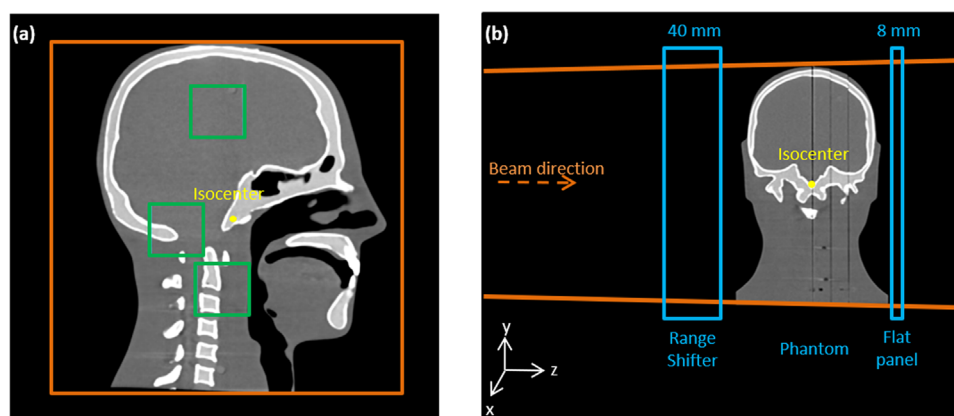 (a)
Isocenter
(b)
40 mm
8 mm
Isocenter
Beam direction
y
z
x
Range
Shifter
Phantom
Flat
panel